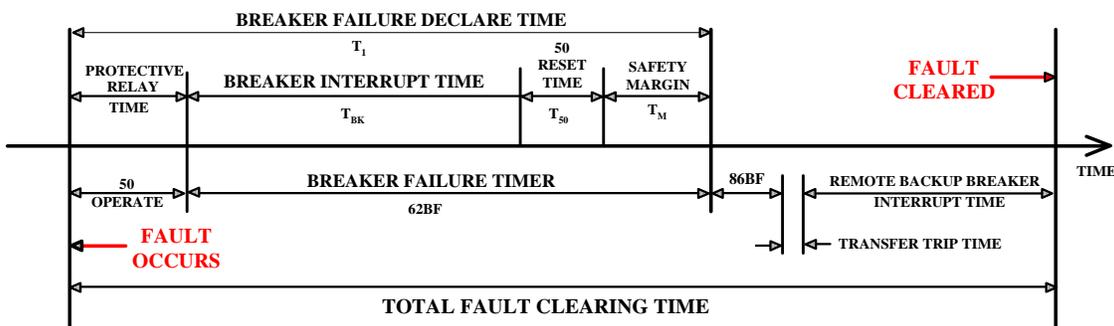 BREAKER FAILURE DECLARE TIME
T1
PROTECTIVE
RELAY
TIME
BREAKER INTERRUPT TIME
TBK
50
RESET
TIME
T50
SAFETY
MARGIN
TM
FAULT
CLEARED
TIME
50
OPERATE
BREAKER FAILURE TIMER
62BF
86BF
REMOTE BACKUP BREAKER
INTERRUPT TIME
TRANSFER TRIP TIME
FAULT
OCCURS
TOTAL FAULT CLEARING TIME